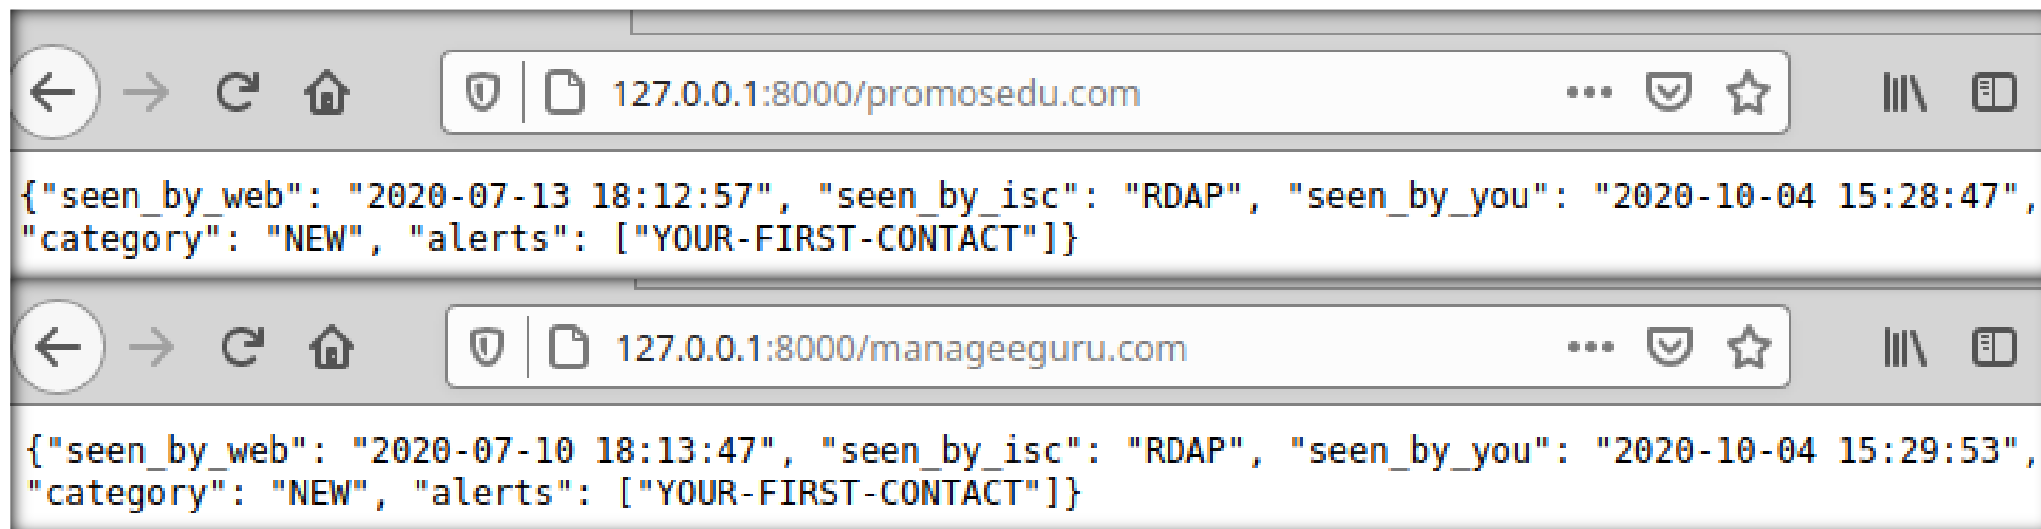 127.0.0.1:8000/promosedu.com
{"seen_by_web": "2020-07-13 18:12:57", "seen_by_isc": "RDAP", "seen_by_you": "2020-10-04 15:28:47",
"category": "NEW", "alerts": ["YOUR-FIRST-CONTACT"]}
127.0.0.1:8000/manageeguru.com
{"seen_by_web": "2020-07-10 18:13:47", "seen_by_isc": "RDAP", "seen_by_you": "2020-10-04 15:29:53",
"category": "NEW", "alerts": ["YOUR-FIRST-CONTACT"]}